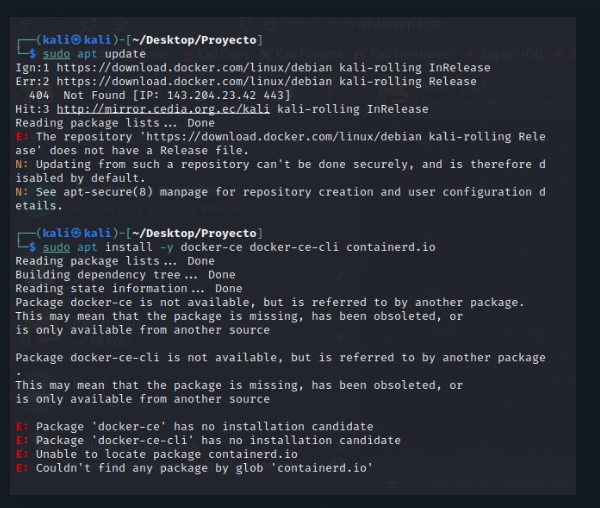 ┌──(kali㉿kali)-[~/Desktop/Proyecto]
└─$ sudo apt update
Ign:1 https://download.docker.com/linux/debian kali-rolling InRelease
Err:2 https://download.docker.com/linux/debian kali-rolling Release
  404  Not Found [IP: 143.204.23.42 443]
Hit:3 http://mirror.cedia.org.ec/kali kali-rolling InRelease
Reading package lists... Done
E: The repository 'https://download.docker.com/linux/debian kali-rolling Rele
se' does not have a Release file.
N: Updating from such a repository can't be done securely, and is therefore d
isabled by default.
N: See apt-secure(8) manpage for repository creation and user configuration d
etails.
┌──(kali㉿kali)-[~/Desktop/Proyecto]
└─$ sudo apt install -y docker-ce docker-ce-cli containerd.io
Reading package lists... Done
Building dependency tree... Done
Reading state information... Done
Package docker-ce is not available, but is referred to by another package.
This may mean that the package is missing, has been obsoleted, or
is only available from another source
Package docker-ce-cli is not available, but is referred to by another package
.
This may mean that the package is missing, has been obsoleted, or
is only available from another source
E: Package 'docker-ce' has no installation candidate
E: Package 'docker-ce-cli' has no installation candidate
E: Unable to locate package containerd.io
E: Couldn't find any package by glob 'containerd.io'